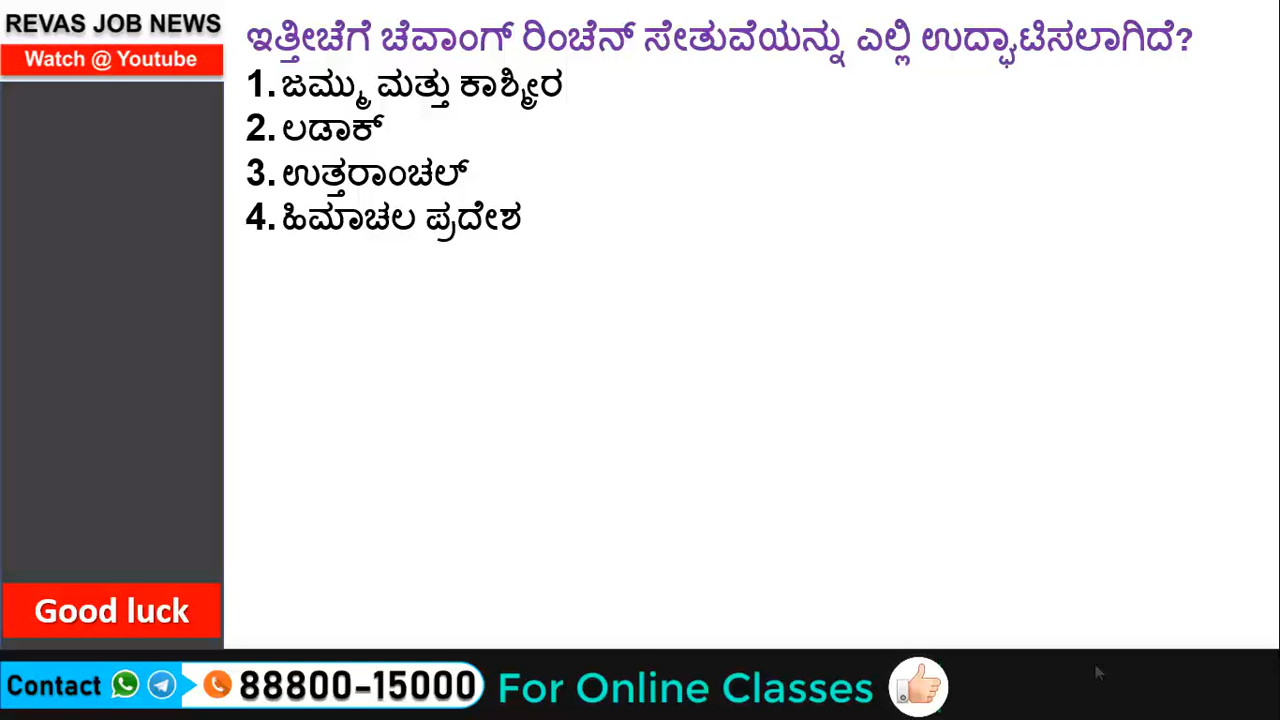 REVAS JOB NEWS
Watch @ Youtube
ಇತ್ತೀಚೆಗೆ ಚೆವಾಂಗ್ ರಿಂಚೆನ್ ಸೇತುವೆಯನ್ನು ಎಲ್ಲಿ ಉದ್ಘಾಟಿಸಲಾಗಿದೆ?
1. ಜಮ್ಮು ಮತ್ತು ಕಾಶ್ಮೀರ
2. ಲಡಾಕ್
3. ಉತ್ತರಾಂಚಲ್
4. ಹಿಮಾಚಲ ಪ್ರದೇಶ
Good luck
Contact 88800-15000 For Online Classes